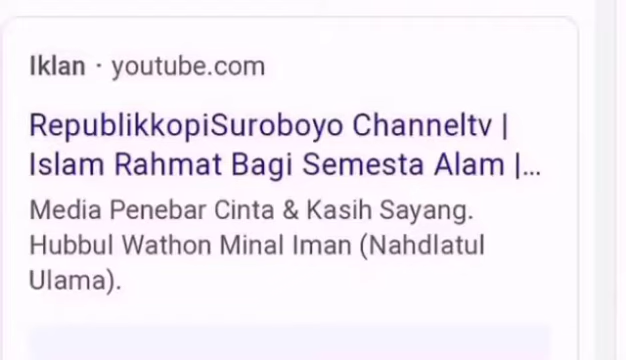 Iklan · youtube.com
RepublikkopiSuroboyo Channeltv |
Islam Rahmat Bagi Semesta Alam |...
Media Penebar Cinta & Kasih Sayang.
Hubbul Wathon Minal Iman (Nahdlatul
Ulama).